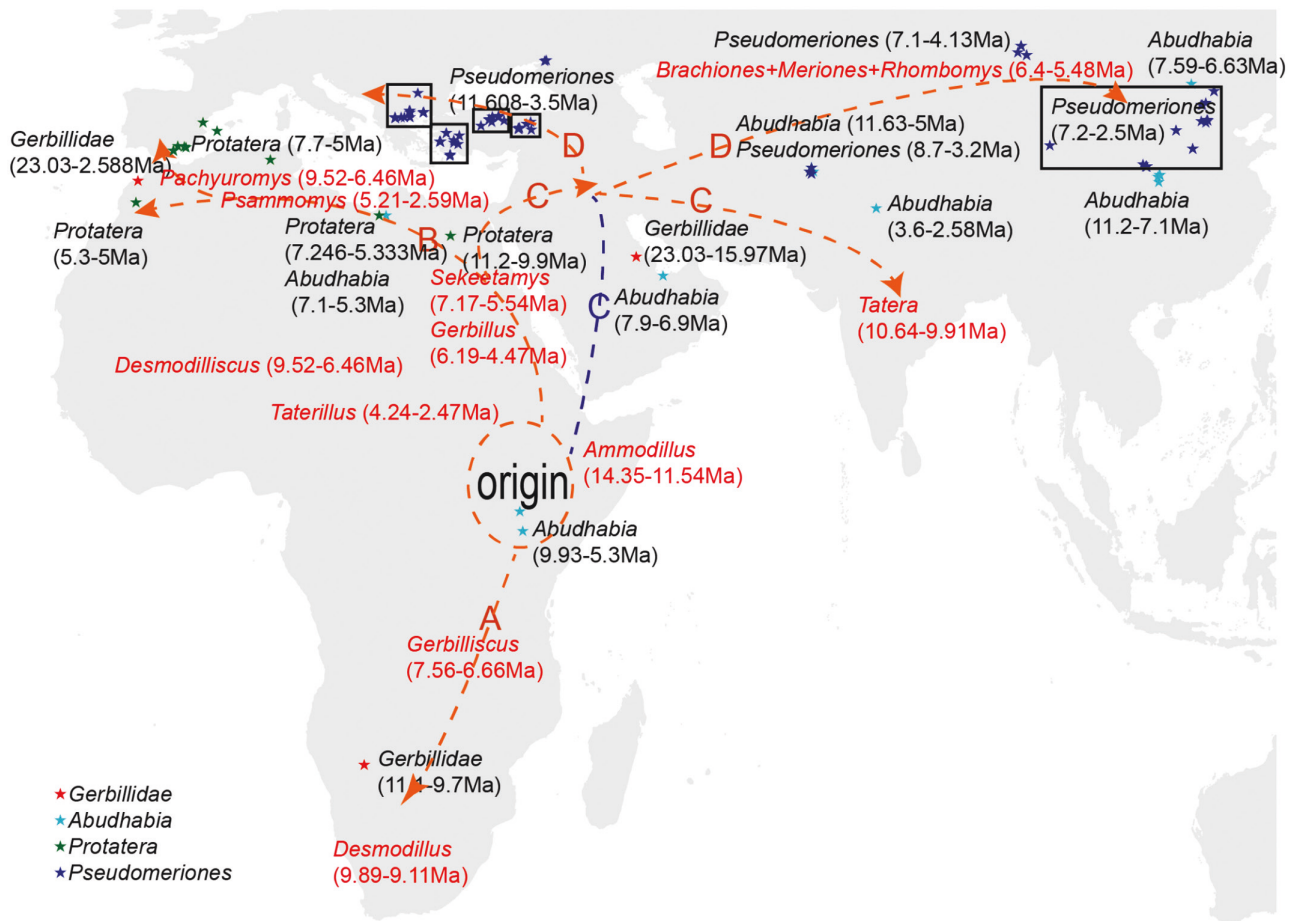 Pseudomeriones (7.1-4.13Ma)
Abudhabia
(7.59-6.63Ma)
Brachiones+Meriones+Rhombomys (6.4-5.48Ma)
Pseudomeriones
(11.608-3.5Ma)
Pseudomeriones
(7.2-2.5Ma)
Abudhabia (11.63-5Ma)
Pseudomeriones (8.7-3.2Ma)
Gerbillidae
(23.03-2.588Ma)
Protatera (7.7-5Ma)
D
D
Pachyuromys (9.52-6.46Ma)
Psammomys (5.21-2.59Ma)
C
C
Abudhabia
(3.6-2.58Ma)
Abudhabia
(11.2-7.1Ma)
Protatera
(5.3-5Ma)
Protatera
(7.246-5.333Ma)
B
Protatera
(11.2-9.9Ma)
Gerbillidae
(23.03-15.97Ma)
Abudhabia
(7.1-5.3Ma)
Sekeetamys
(7.17-5.54Ma)
Abudhabia
(7.9-6.9Ma)
C
Tatera
(10.64-9.91Ma)
Gerbillus
(6.19-4.47Ma)
Desmodilliscus (9.52-6.46Ma)
Taterillus (4.24-2.47Ma)
Ammodillus
(14.35-11.54Ma)
origin
Abudhabia
(9.93-5.3Ma)
A
Gerbilliscus
(7.56-6.66Ma)
Gerbillidae
(11.1-9.7Ma)
Desmodillus
(9.89-9.11Ma)
Gerbillidae
Abudhabia
Protatera
Pseudomeriones